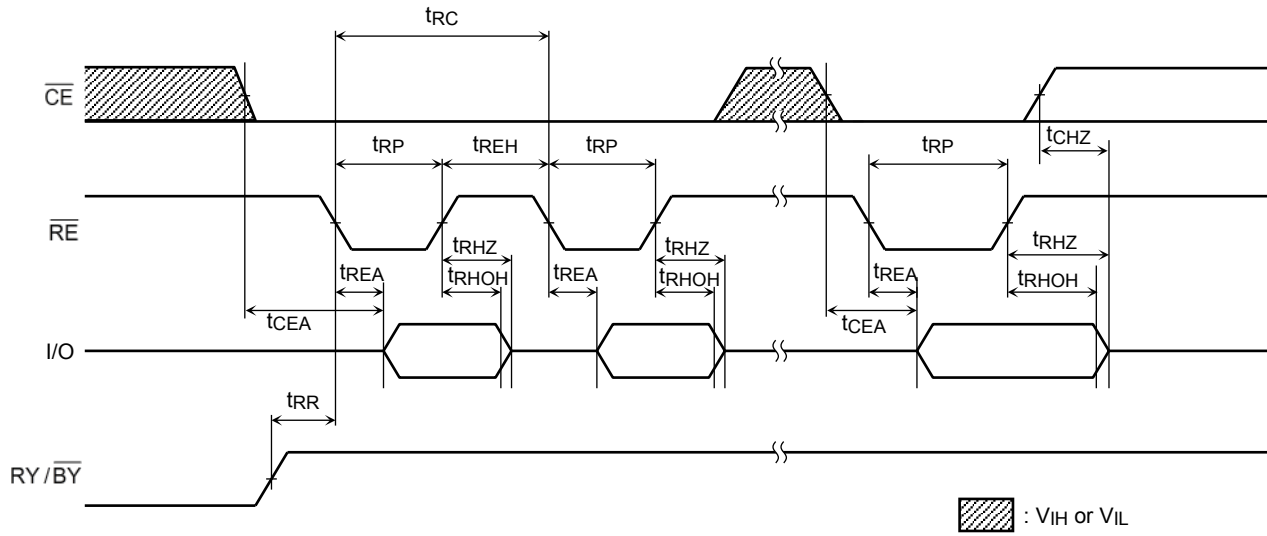 tRC
CE
tRP tREH tRP tRP tCHZ
RE
tRHZ tRHZ tRHZ
tREA tRHOH tREA tRHOH tREA tRHOH
tCEA tCEA
I/O
tRR
RY / BY
: VIH or VIL